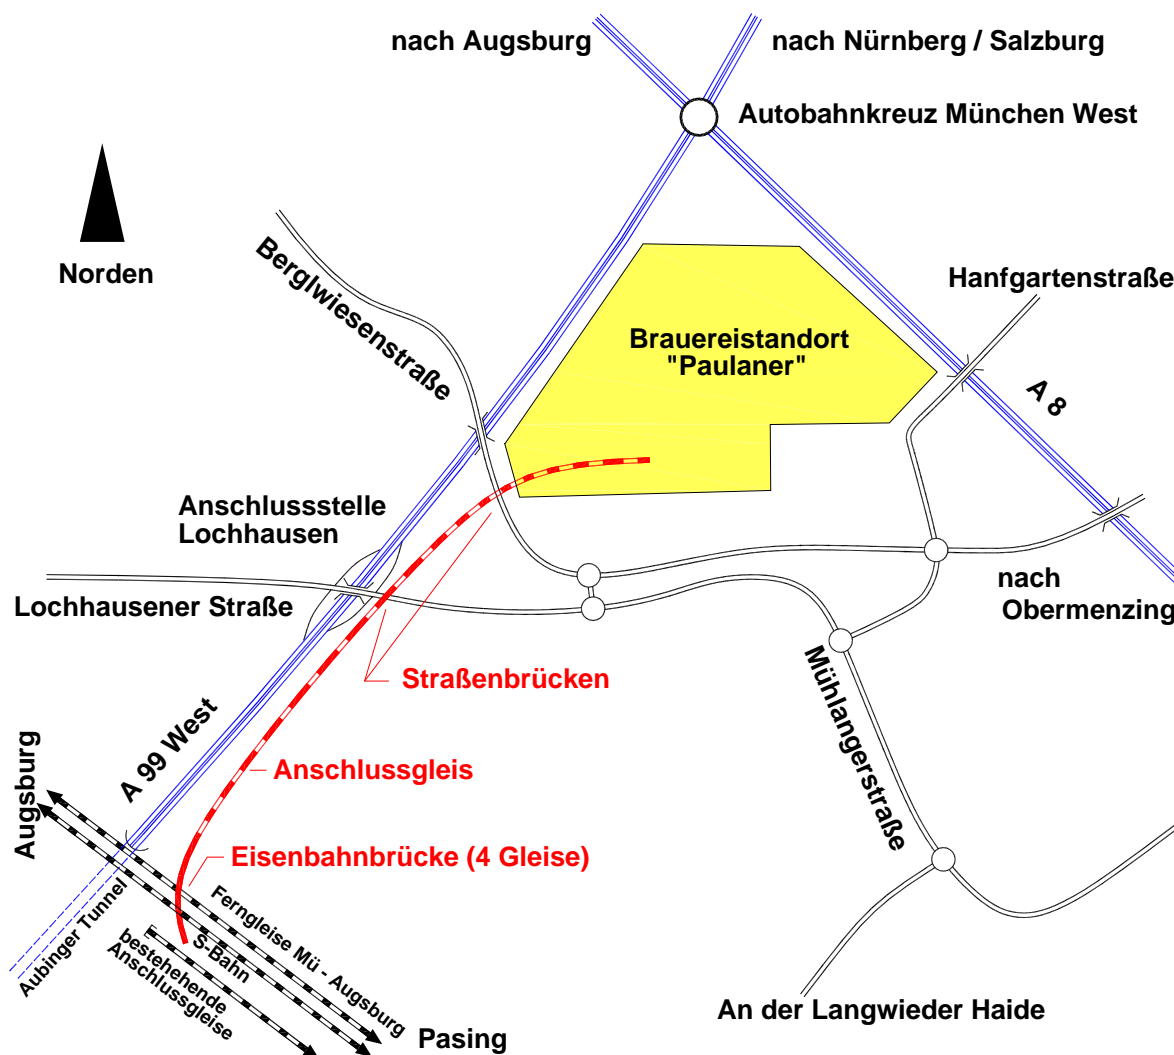 nach Augsburg
nach Nürnberg / Salzburg
Autobahnkreuz München West
Norden
Berglwiesenstraße
Hanfgartenstraße
Brauereistandort
"Paulaner"
A 8
Anschlussstelle
Lochhausen
Lochhausener Straße
nach
Obermenzing
Straßenbrücken
Mühlangerstraße
A 99 West
Augsburg
Anschlussgleis
Eisenbahnbrücke (4 Gleise)
Aubinger Tunnel
Ferngleise Mü - Augsburg
S-Bahn
bestehehende
Anschlussgleise
An der Langwieder Haide
Pasing